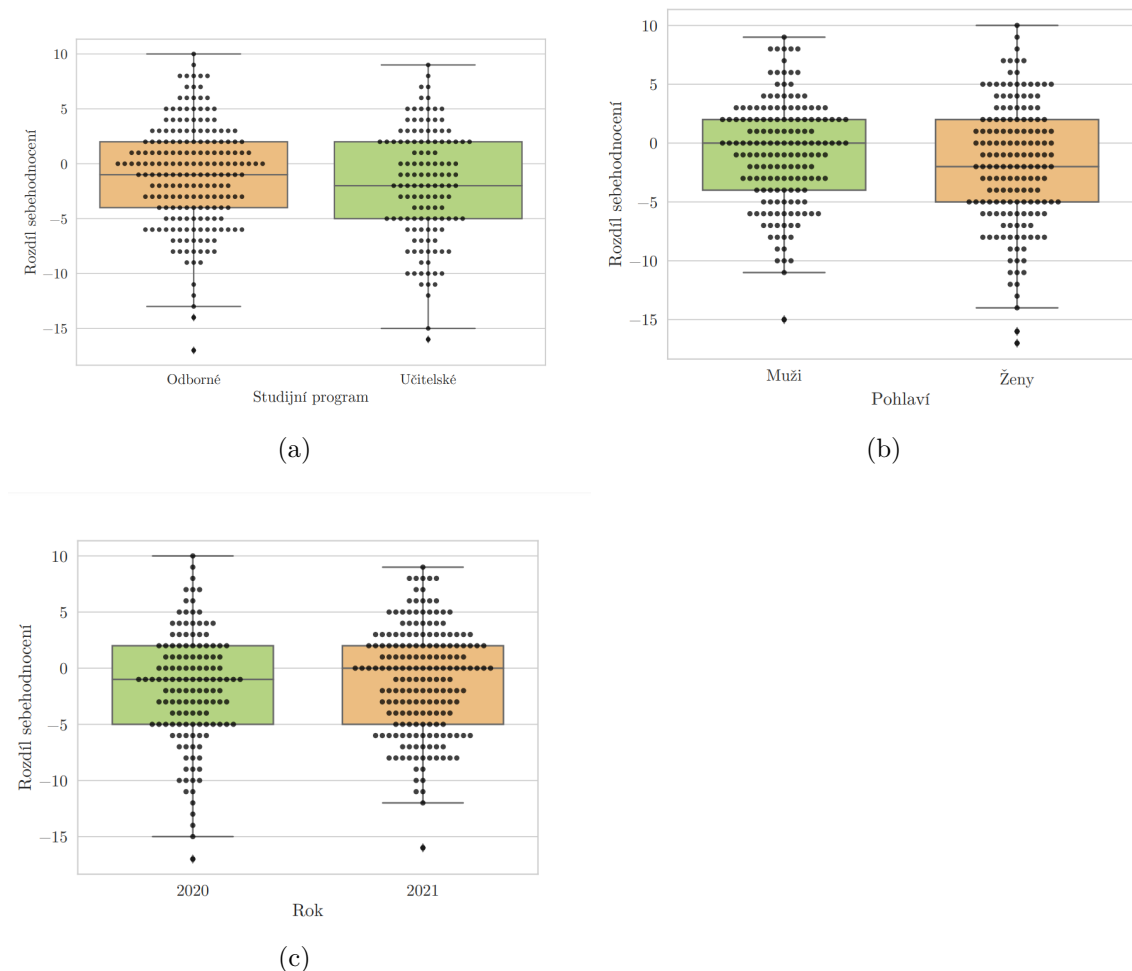 10
5
0
−5
−10
−15
Rozdíl sebehodnocení
Odborné
Učitelské
Studijní program
(a)
10
5
0
−5
−10
−15
Rozdíl sebehodnocení
Muži
Ženy
Pohlaví
(b)
10
5
0
−5
−10
−15
Rozdíl sebehodnocení
2020
2021
Rok
(c)